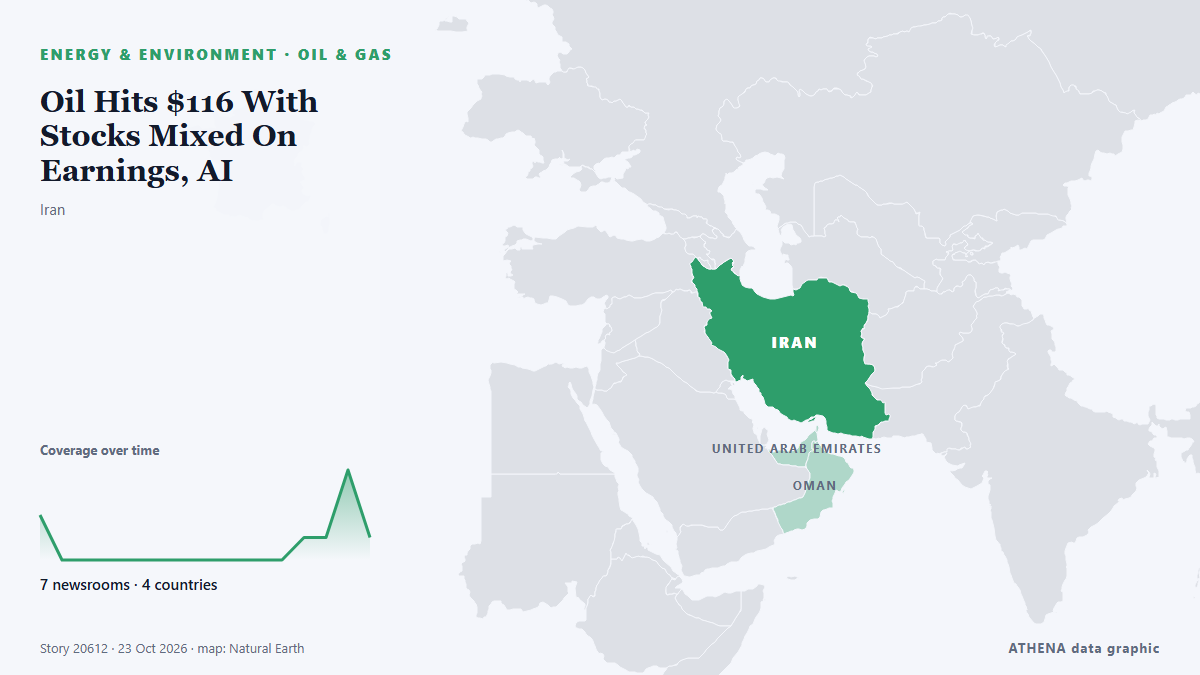 ENERGY & ENVIRONMENT · OIL & GAS
Oil Hits $116 With
Stocks Mixed On
Earnings, AI
Iran
IRAN
UNITED ARAB EMIRATES
OMAN
Coverage over time
7 newsrooms · 4 countries
Story 20612 · 23 Oct 2026 · map: Natural Earth
ATHENA data graphic